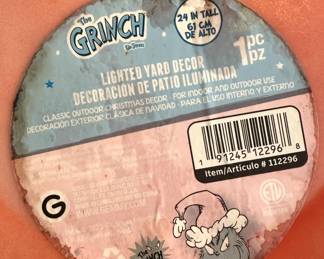 The
GRINCH
Dr. Seuss
24 IN TALL
61 CM
DE ALTO
LIGHTED YARD DECOR
DECORACIÓN DE PATIO ILUMINADA
1 pc
pz
CLASSIC OUTDOOR CHRISTMAS DECOR · FOR INDOOR AND OUTDOOR USE
DECORACIÓN EXTERIOR CLÁSICA DE NAVIDAD · PARA EL USO INTERNO Y EXTERNO
1 91245 12296 8
Item/Artículo # 112296
G
The
GRINCH